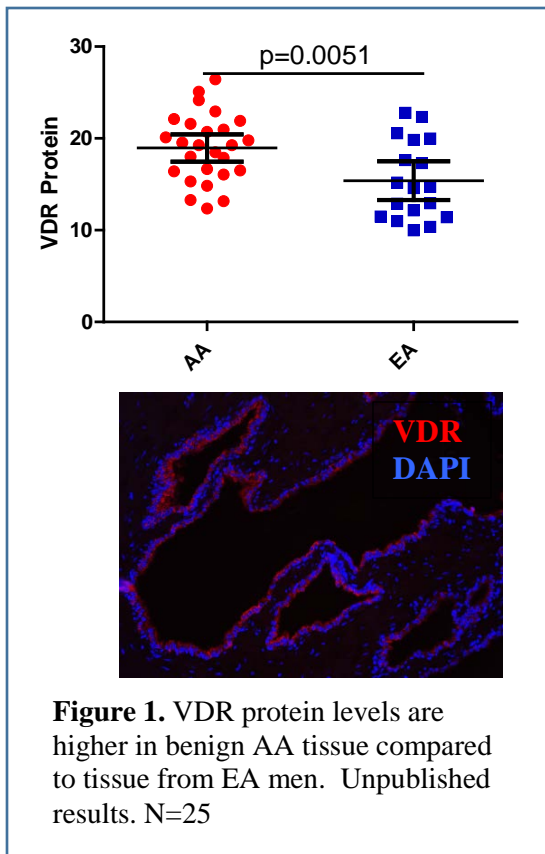 p=0.0051
30
20
10
0
VDR Protein
AA
EA
VDR
DAPI
Figure 1. VDR protein levels are
higher in benign AA tissue compared
to tissue from EA men.  Unpublished
results. N=25